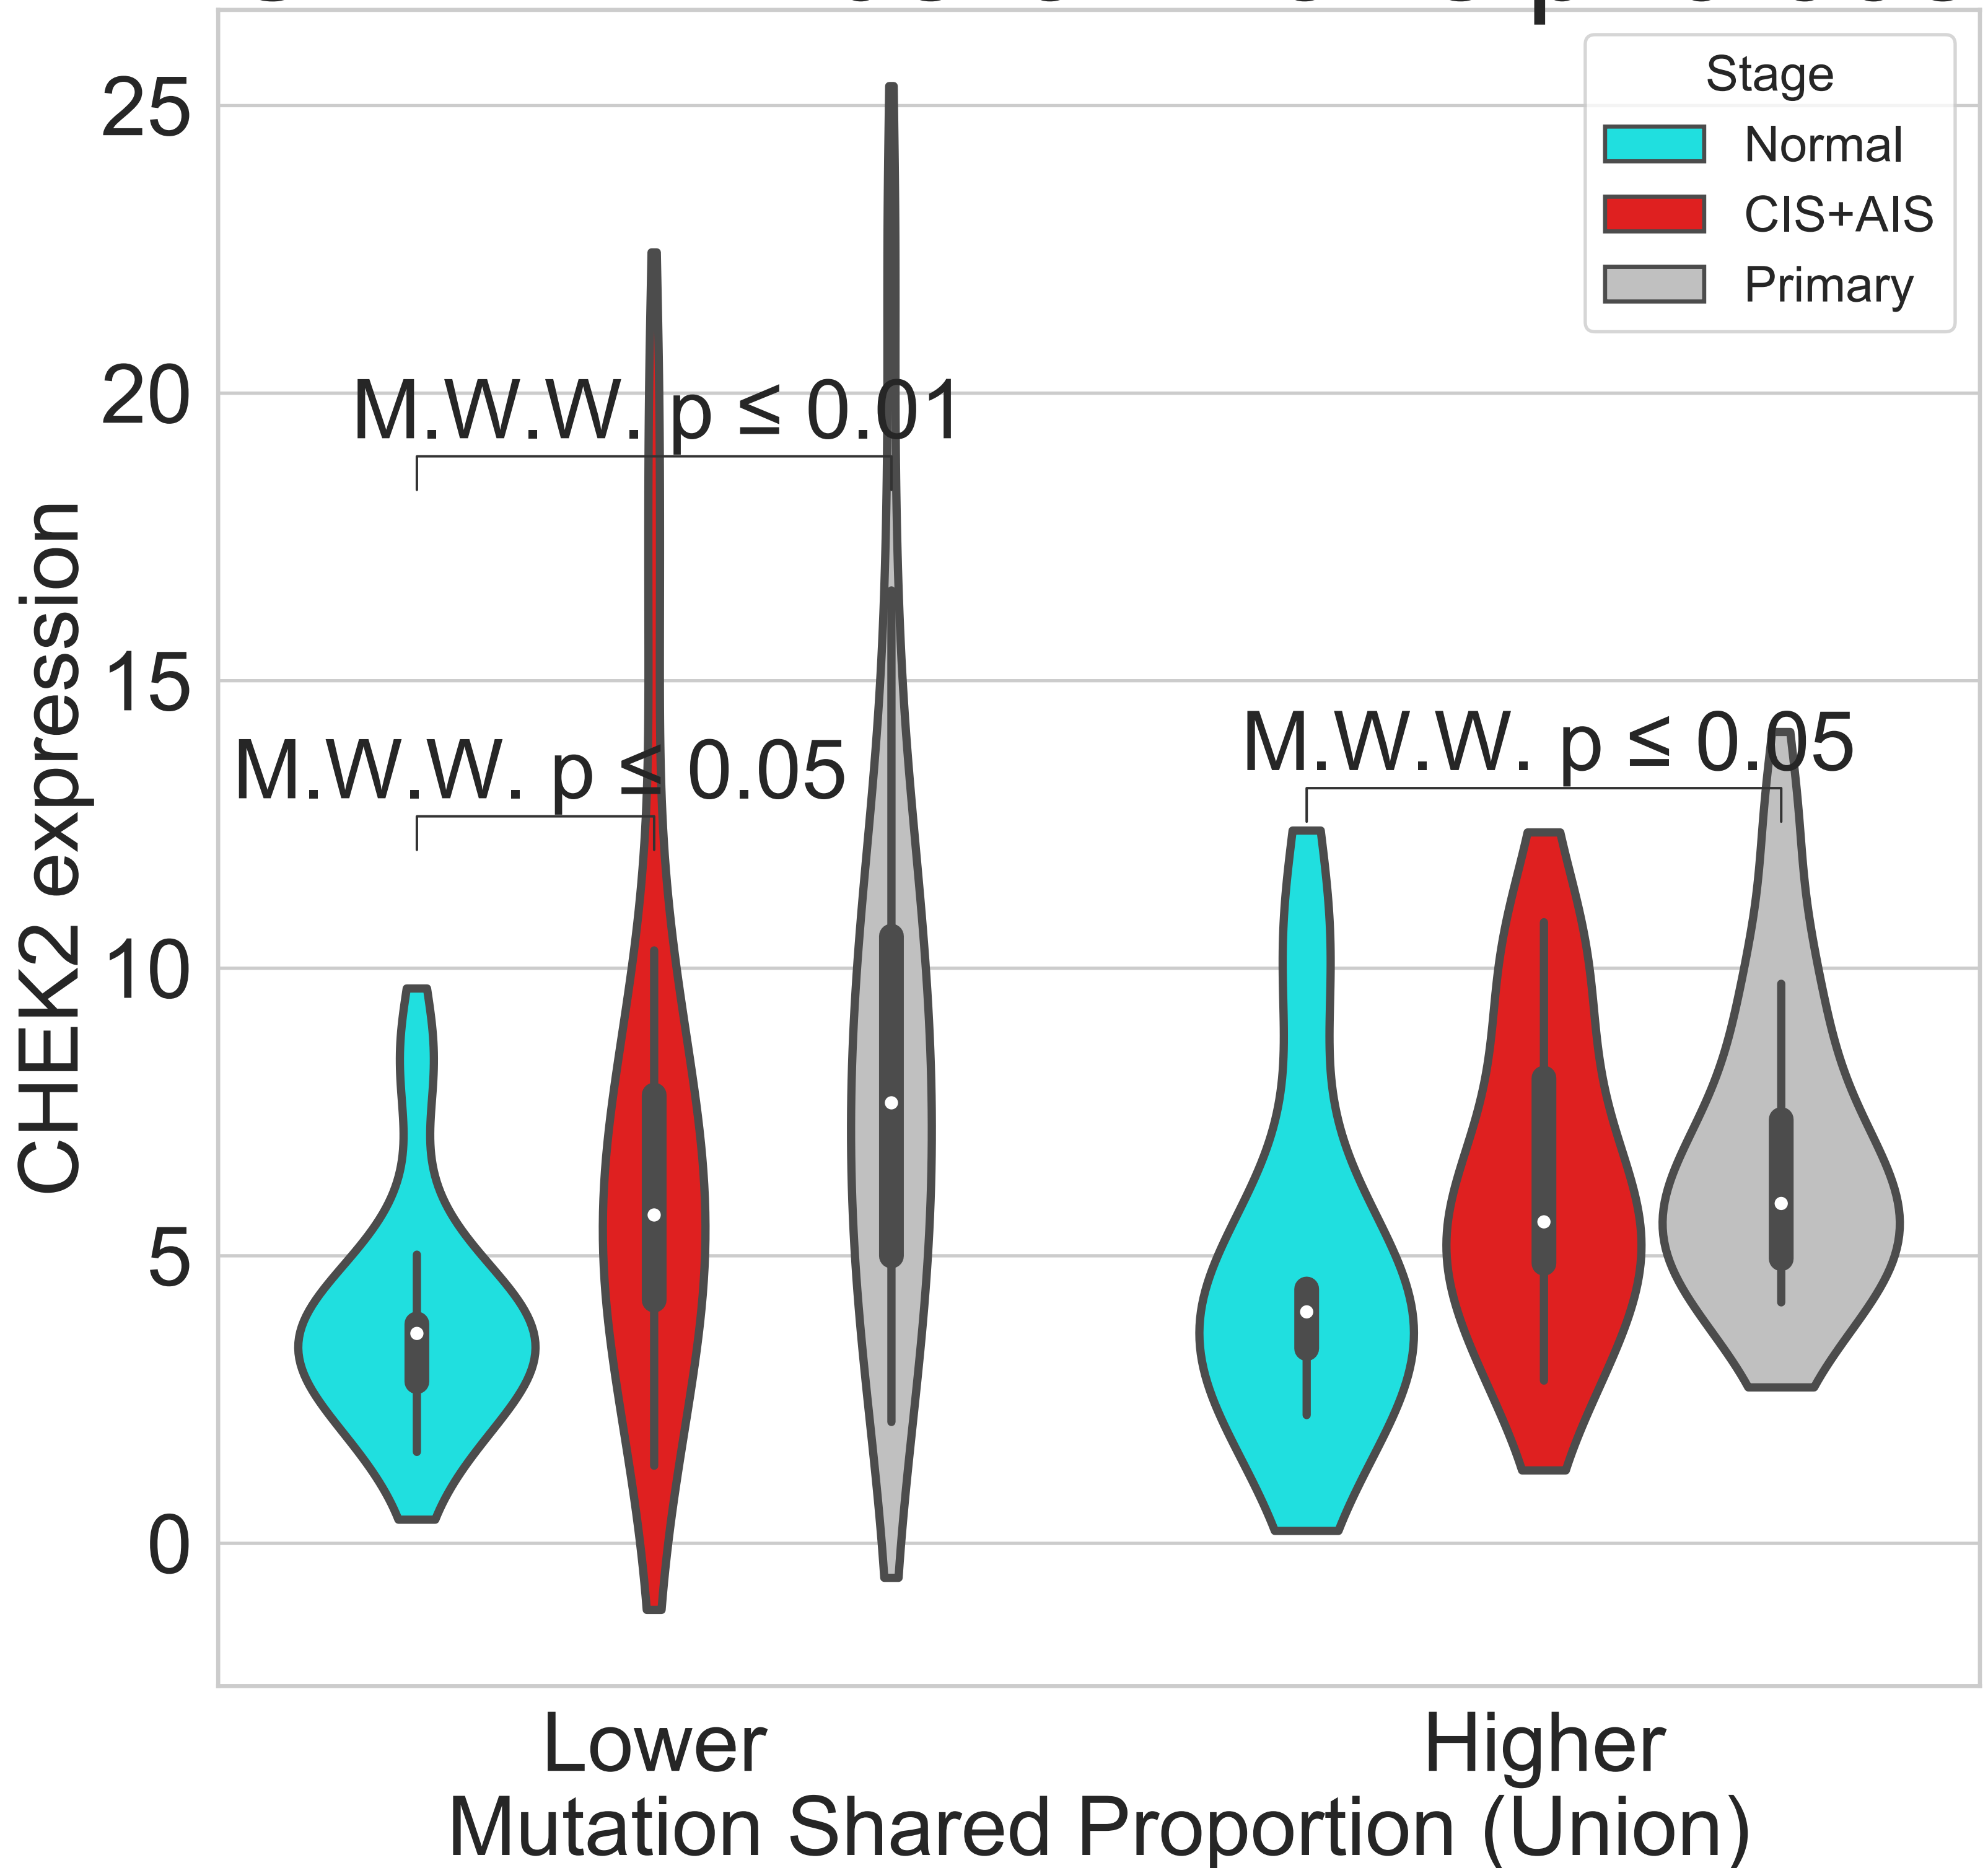 Stage
Normal
CIS+AIS
Primary
25
20
15
10
5
0
CHEK2 expression
M.W.W. p ≤ 0.01
M.W.W. p ≤ 0.05
M.W.W. p ≤ 0.05
Lower
Higher
Mutation Shared Proportion (Union)